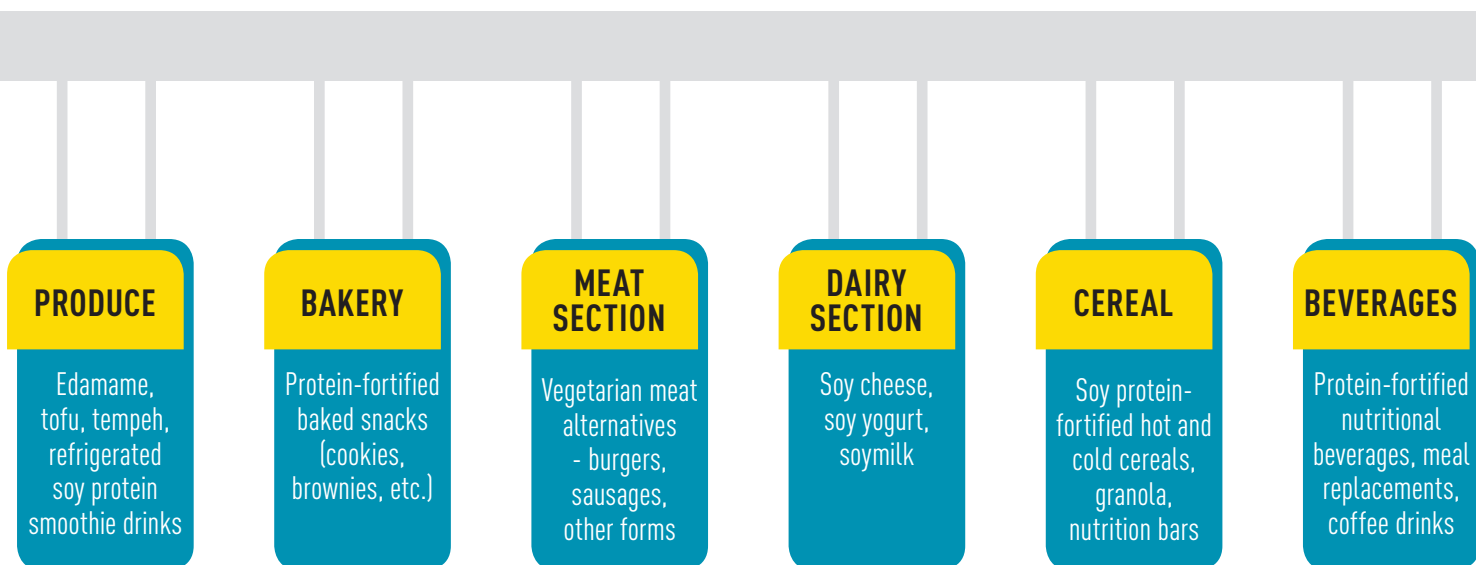 PRODUCE
Edamame,
tofu, tempeh,
refrigerated
soy protein
smoothie drinks
BAKERY
Protein-fortified
baked snacks
(cookies,
brownies, etc.)
MEAT
SECTION
Vegetarian meat
alternatives
- burgers,
sausages,
other forms
DAIRY
SECTION
Soy cheese,
soy yogurt,
soymilk
CEREAL
Soy protein-
fortified hot and
cold cereals,
granola,
nutrition bars
BEVERAGES
Protein-fortified
nutritional
beverages, meal
replacements,
coffee drinks